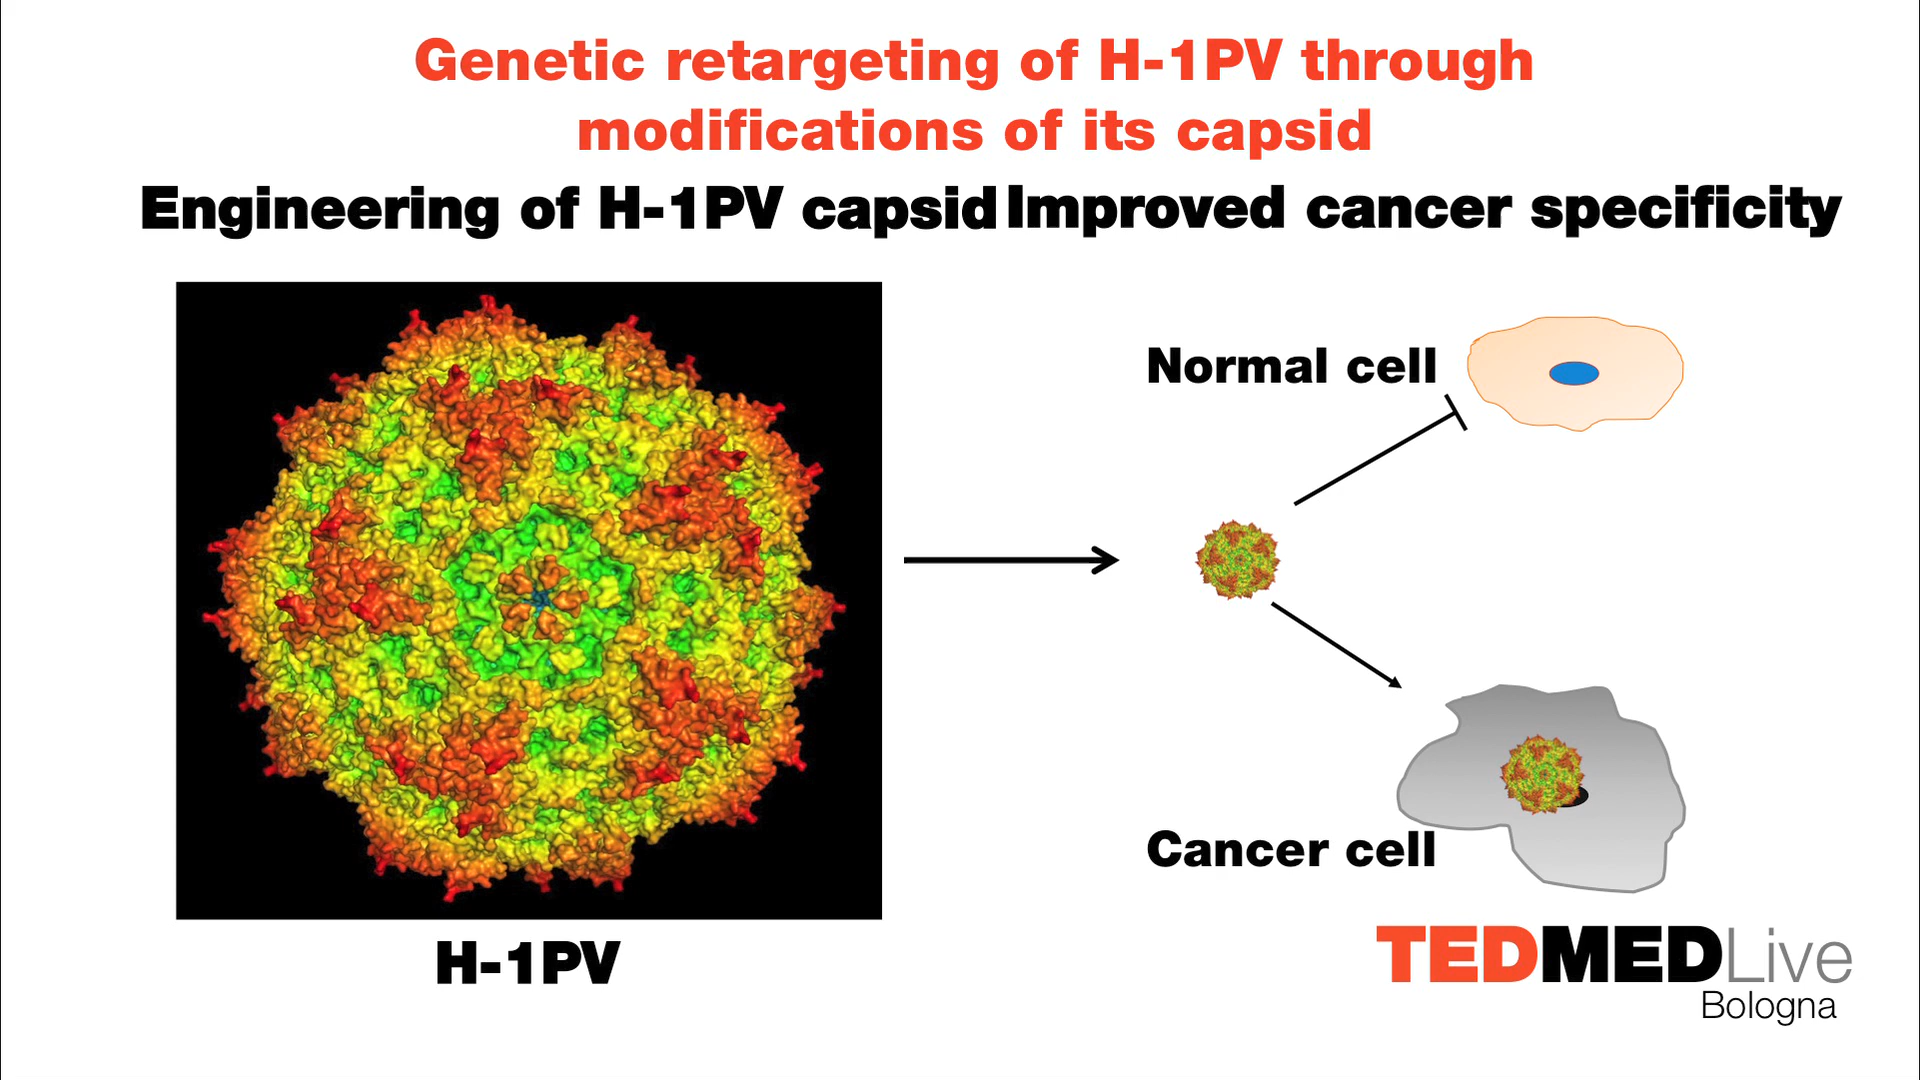 Genetic retargeting of H-1PV through
modifications of its capsid
Engineering of H-1PV capsid
Improved cancer specificity
Normal cell
Cancer cell
H-1PV
TEDMEDLive
Bologna